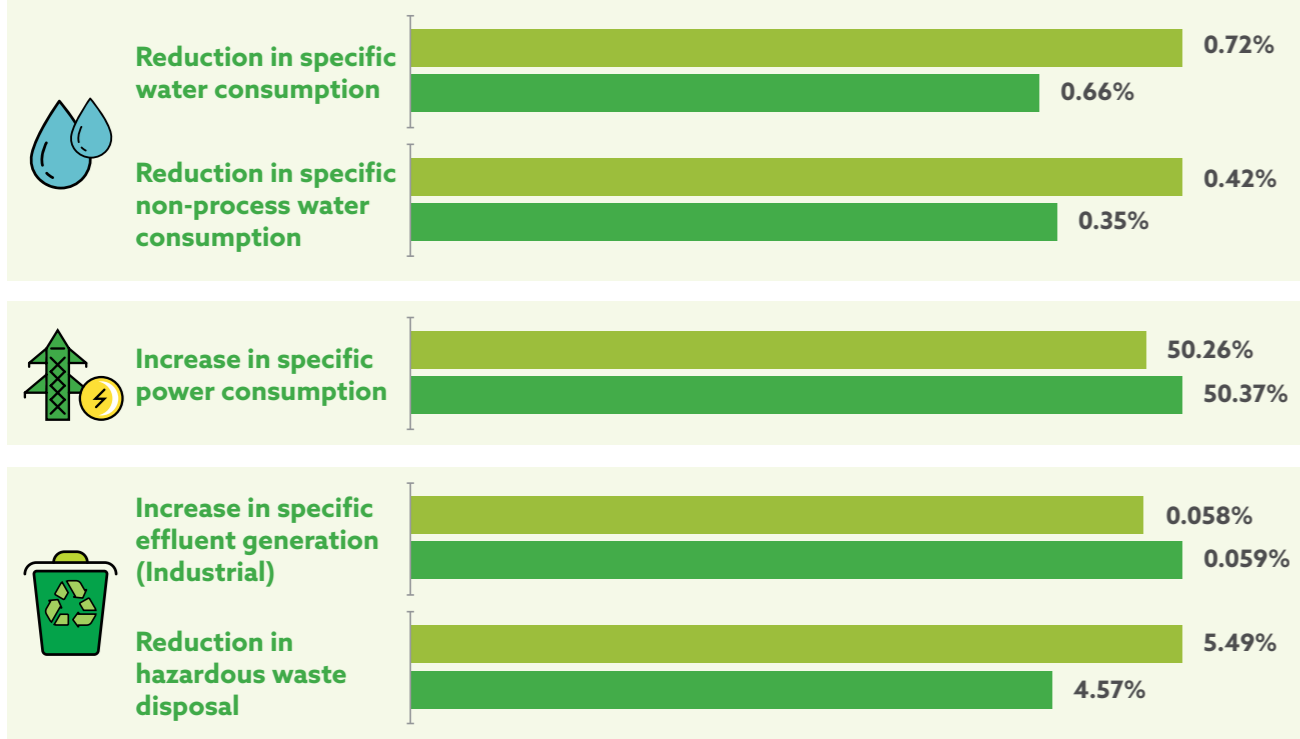 Reduction in specific
water consumption
0.72%
0.66%
Reduction in specific
non-process water
consumption
0.42%
0.35%
Increase in specific
power consumption
50.26%
50.37%
Increase in specific
effluent generation
(Industrial)
0.058%
0.059%
Reduction in
hazardous waste
disposal
5.49%
4.57%